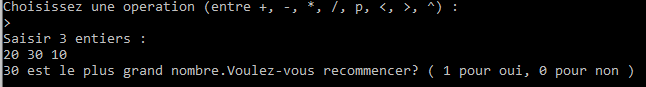 Choisissez une operation (entre +, -, *, /, p, <, >, ^) :
>
Saisir 3 entiers :
20 30 10
30 est le plus grand nombre.Voulez-vous recommencer? ( 1 pour oui, 0 pour non )